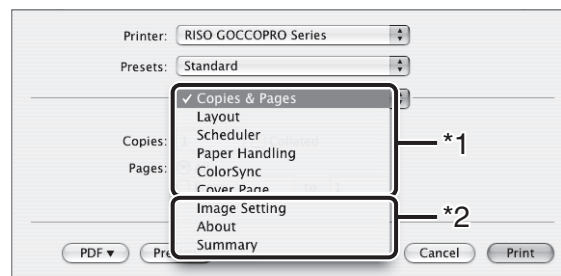 Printer: RISO GOCCOPRO Series
Presets: Standard
✓ Copies & Pages
Layout
Copies: Scheduler
Paper Handling *1
Pages: ColorSync
Cover Page
Image Setting *2
About
PDF▼ Pre Summary Cancel Print